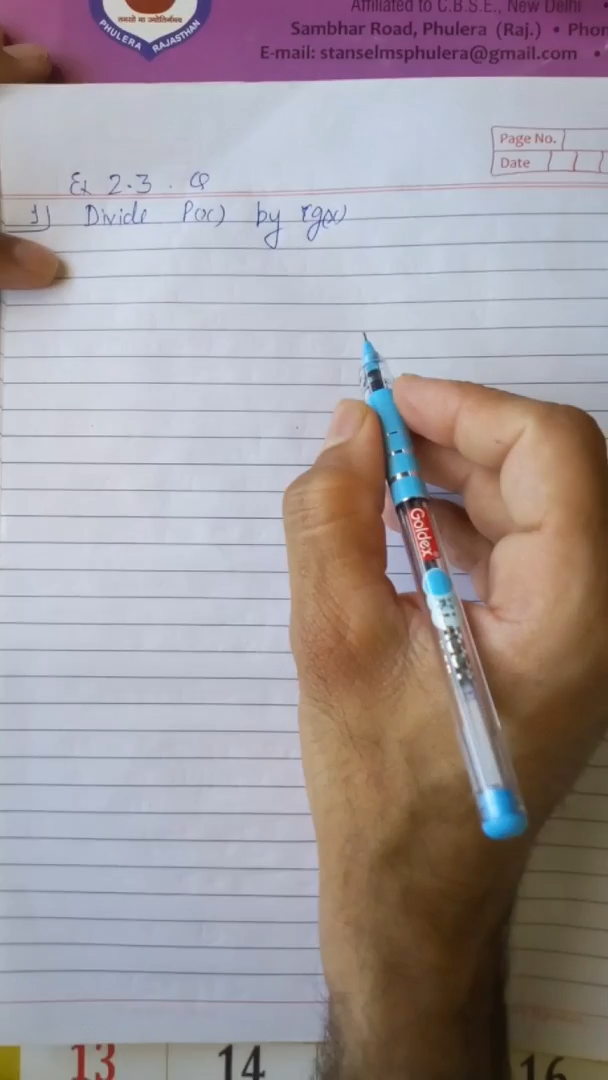 Affiliated to C.B.S.E., New Delhi
Sambhar Road, Phulera (Raj.) • Phon
E-mail: stanselmsphulera@gmail.com •
PHULERA RAJASTHAN
Page No.
Date
Ex 2.3 . Q
1) Divide P(x) by g(x)
Goldex
13 14 16